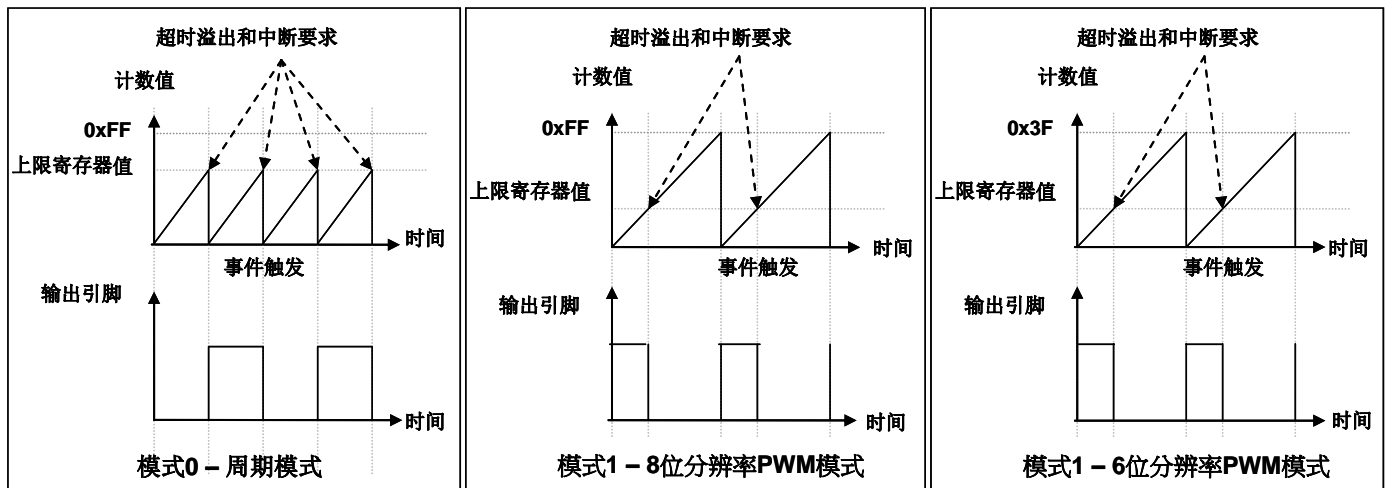 超时溢出和中断要求
计数值
0xFF
上限寄存器值
时间
事件触发
输出引脚
时间
模式0 – 周期模式
超时溢出和中断要求
计数值
0xFF
上限寄存器值
时间
事件触发
输出引脚
时间
模式1 – 8位分辨率PWM模式
超时溢出和中断要求
计数值
0x3F
上限寄存器值
时间
事件触发
输出引脚
时间
模式1 – 6位分辨率PWM模式